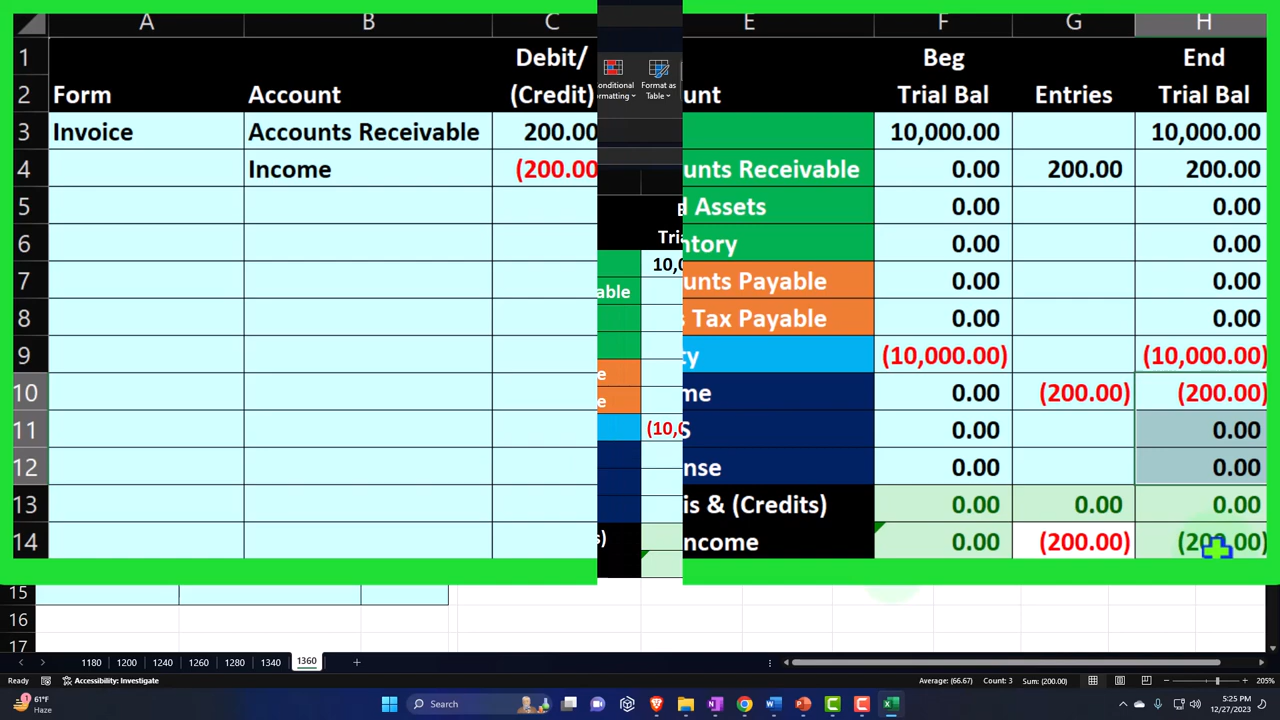 A B C E F G H
1 Debit/ Beg End
onditional Format as
ormatting Table
2 Form Account (Credit) unt Trial Bal Entries Trial Bal
3 Invoice Accounts Receivable 200.00 10,000.00 10,000.00
4 Income (200.00 unts Receivable 0.00 200.00 200.00
5 d Assets 0.00 0.00
6 Tri ntory 0.00 0.00
7 10,0 unts Payable 0.00 0.00
8 able s Tax Payable 0.00 0.00
9 ty (10,000.00) (10,000.00)
10 e me 0.00 (200.00) (200.00)
11 e (10,0 S 0.00 0.00
12 nse 0.00 0.00
13 is & (Credits) 0.00 0.00 0.00
14 s) ncome 0.00 (200.00) (200.00)
15
16
17
1180 1200 1240 1260 1280 1340 1360
Ready Accessibility: Investigate Average: (66.67) Count: 3 Sum: (200.00) 205%
1
61°F
Haze
Search
5:25 PM
12/27/2023